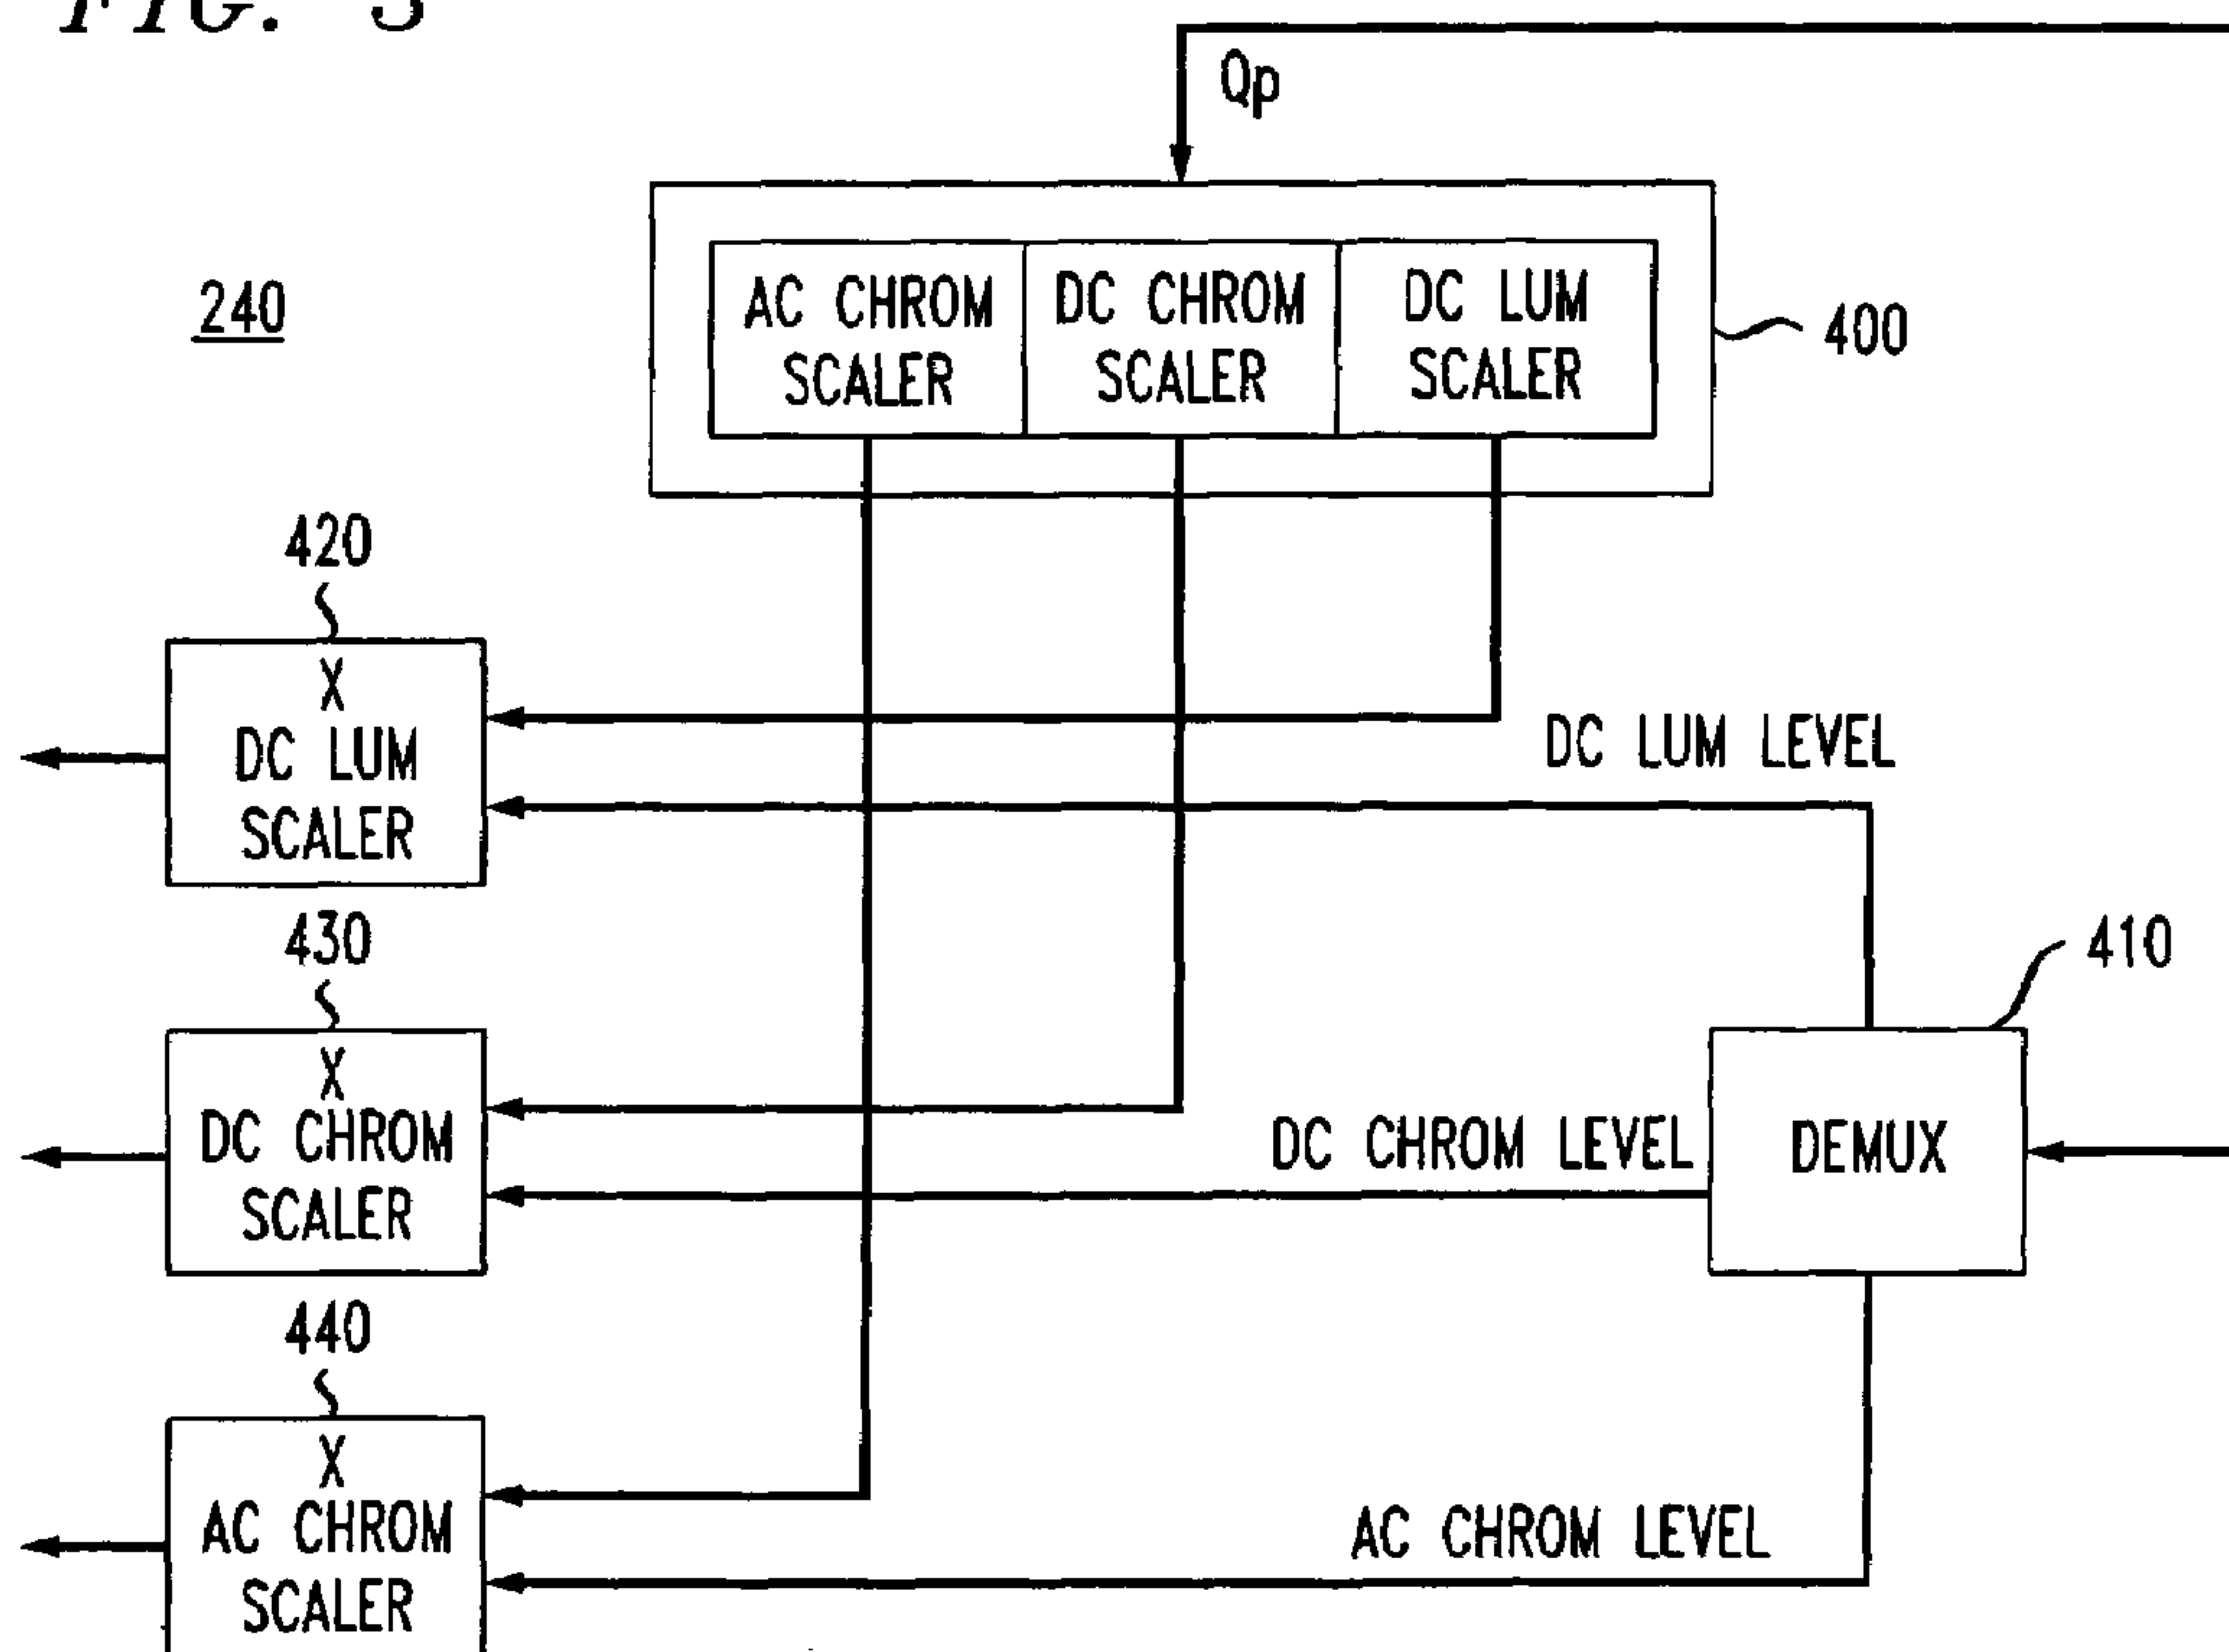 FIG. 3
Qp
240
AC CHROM
SCALER
DC CHROM
SCALER
DC LUM
SCALER
400
420
X
DC LUM
SCALER
DC LUM LEVEL
430
410
X
DC CHROM
SCALER
DC CHROM LEVEL
DEMUX
440
X
AC CHROM
SCALER
AC CHROM LEVEL